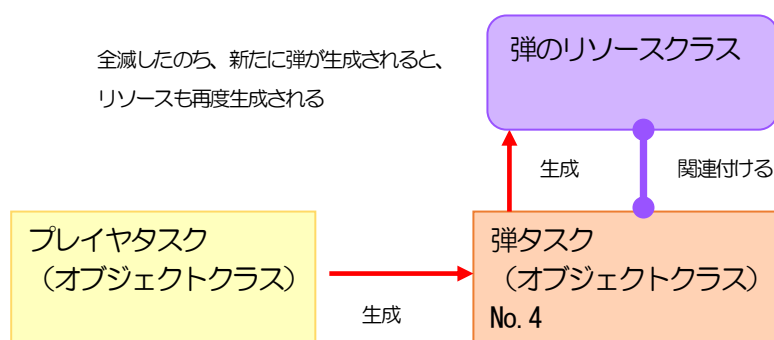 全滅したのち、新たに弾が生成されると、
リソースも再度生成される
弾のリソースクラス
生成
関連付ける
プレイヤタスク
（オブジェクトクラス）
生成
弾タスク
（オブジェクトクラス）
No.4